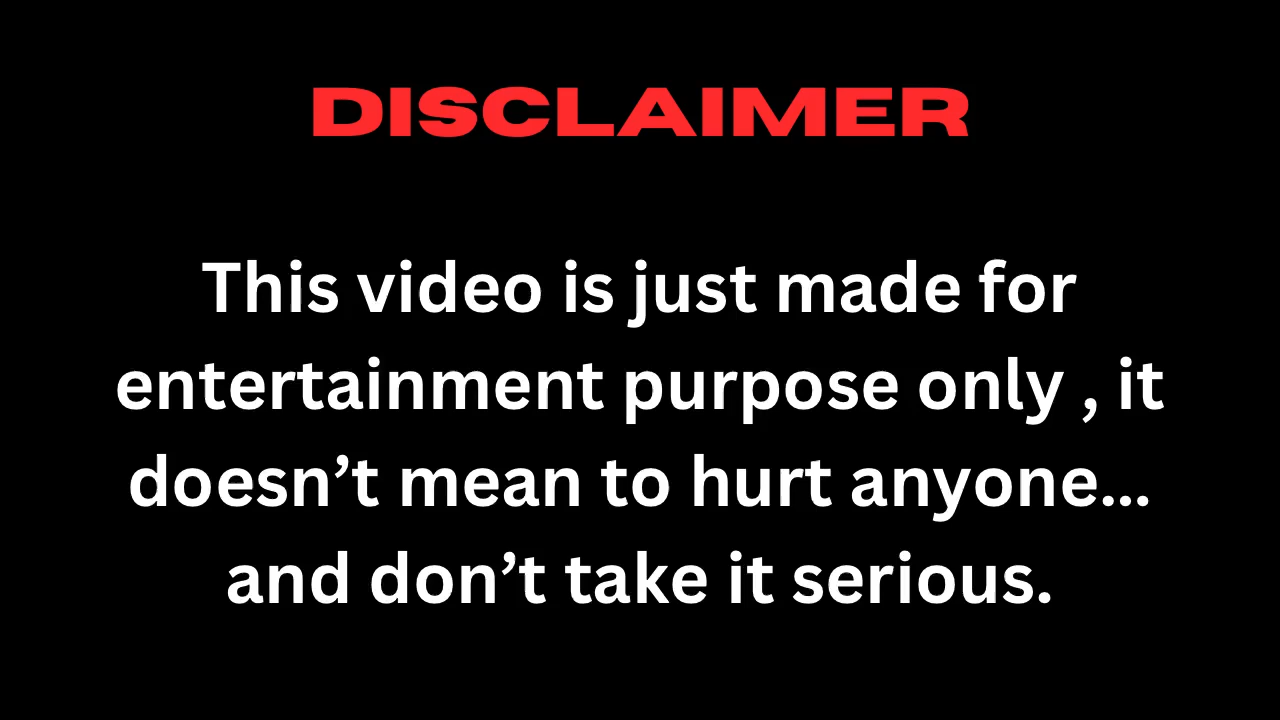 DISCLAIMER
This video is just made for
entertainment purpose only , it
doesn’t mean to hurt anyone...
and don’t take it serious.